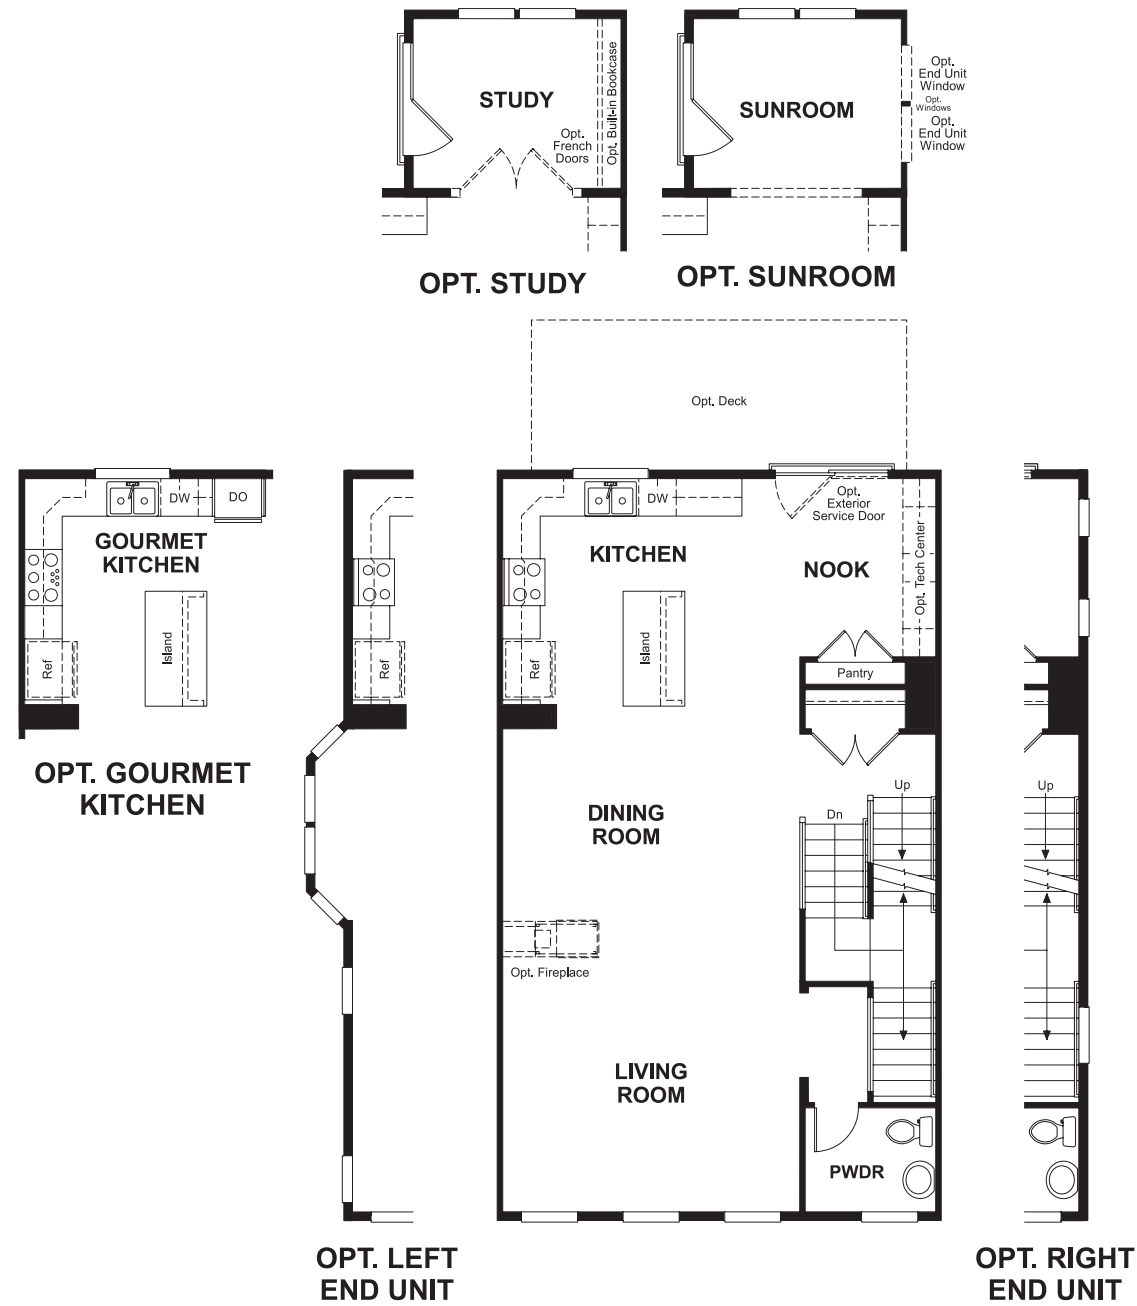 STUDY
Opt. Built-in Bookcase
Opt.
French
Doors
OPT. STUDY
SUNROOM
Opt.
End Unit
Window
Opt.
Windows
Opt.
End Unit
Window
OPT. SUNROOM
Opt. Deck
DW
DO
GOURMET
KITCHEN
Island
Ref
OPT. GOURMET
KITCHEN
Ref
OPT. LEFT
END UNIT
DW
KITCHEN
Island
Ref
Opt.
Exterior
Service Door
NOOK
Opt. Tech Center
Pantry
DINING
ROOM
Up
Dn
Opt. Fireplace
LIVING
ROOM
PWDR
Up
OPT. RIGHT
END UNIT